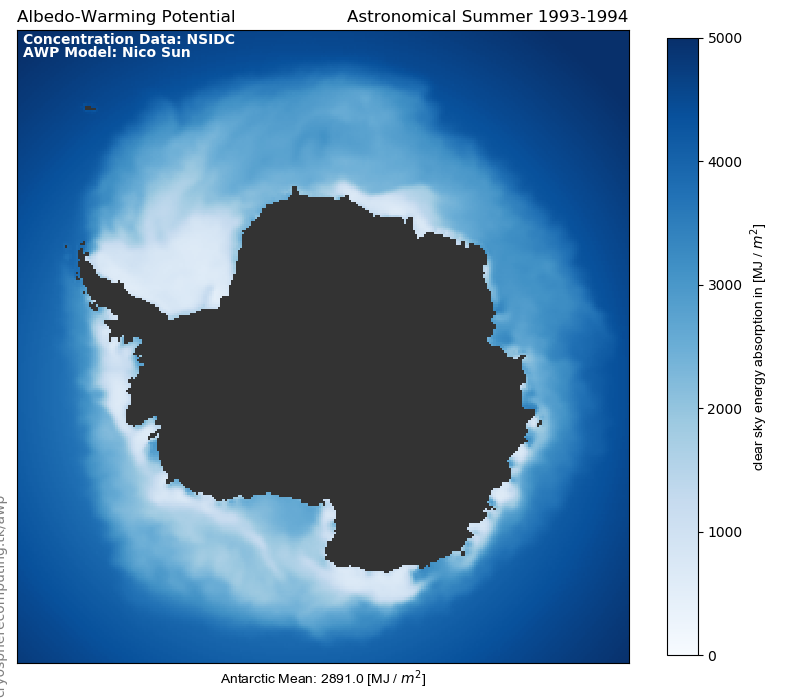 Albedo-Warming Potential
Astronomical Summer 1993-1994
Concentration Data: NSIDC
AWP Model: Nico Sun
5000
4000
3000
2000
1000
0
clear sky energy absorption in [MJ / m²]
cryospherecomputing.tk/awp
Antarctic Mean: 2891.0 [MJ / m²]